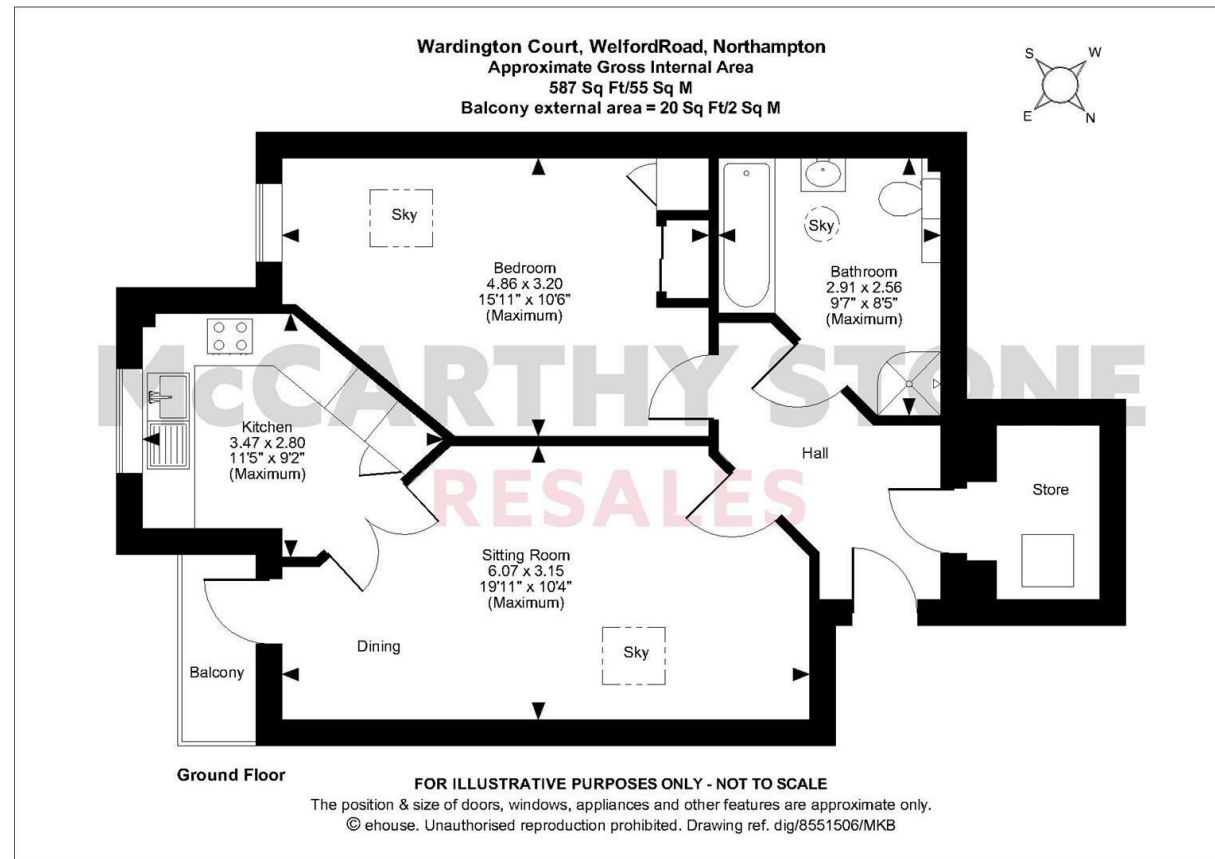 Wardington Court, WelfordRoad, Northampton
Approximate Gross Internal Area
587 Sq Ft/55 Sq M
Balcony external area = 20 Sq Ft/2 Sq M
S
W
E
N
Sky
Bedroom
4.86 x 3.20
15'11" x 10'6"
(Maximum)
Sky
Bathroom
2.91 x 2.56
9'7" x 8'5"
(Maximum)
McCARTHY STONE
RESALES
Kitchen
3.47 x 2.80
11'5" x 9'2"
(Maximum)
Hall
Store
Sitting Room
6.07 x 3.15
19'11" x 10'4"
(Maximum)
Dining
Sky
Balcony
Ground Floor
FOR ILLUSTRATIVE PURPOSES ONLY - NOT TO SCALE
The position & size of doors, windows, appliances and other features are approximate only.
© ehouse. Unauthorised reproduction prohibited. Drawing ref. dig/8551506/MKB